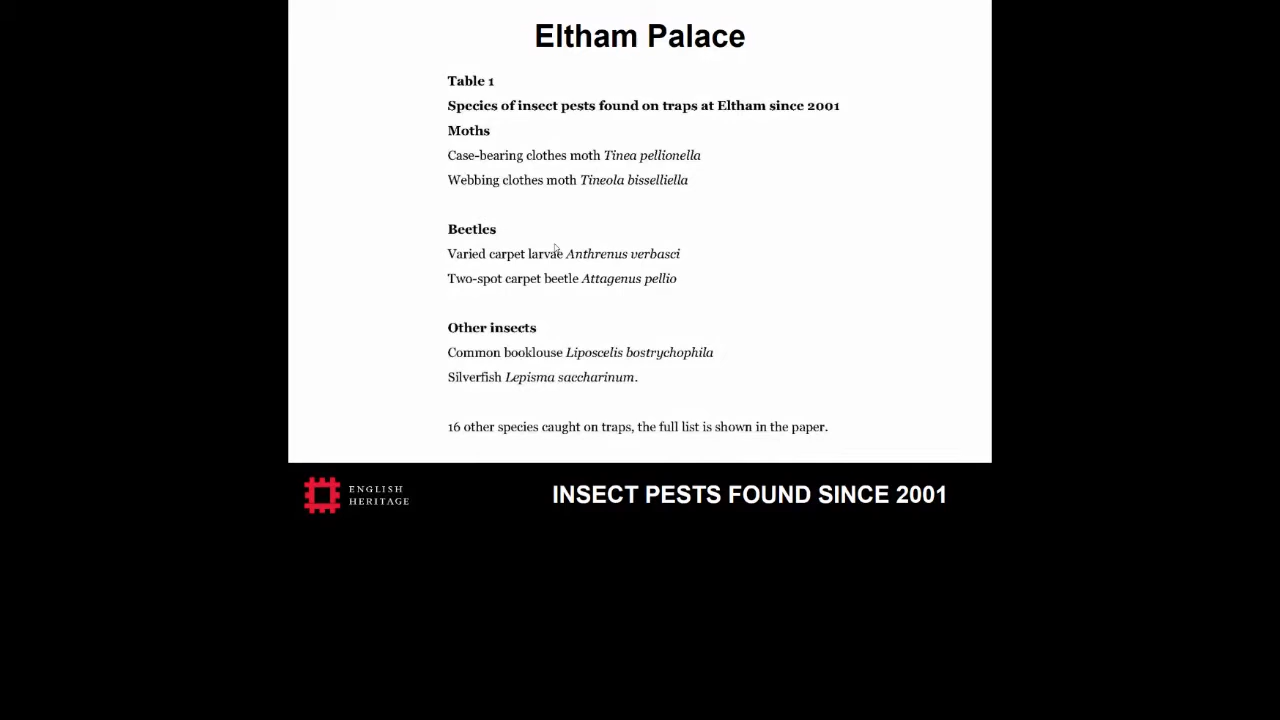 Eltham Palace
Table 1
Species of insect pests found on traps at Eltham since 2001
Moths
Case-bearing clothes moth Tinea pellionella
Webbing clothes moth Tineola bisselliella
Beetles
Varied carpet larvae Anthrenus verbasci
Two-spot carpet beetle Attagenus pellio
Other insects
Common booklouse Liposcelis bostrychophila
Silverfish Lepisma saccharinum.
16 other species caught on traps, the full list is shown in the paper.
ENGLISH
HERITAGE
INSECT PESTS FOUND SINCE 2001